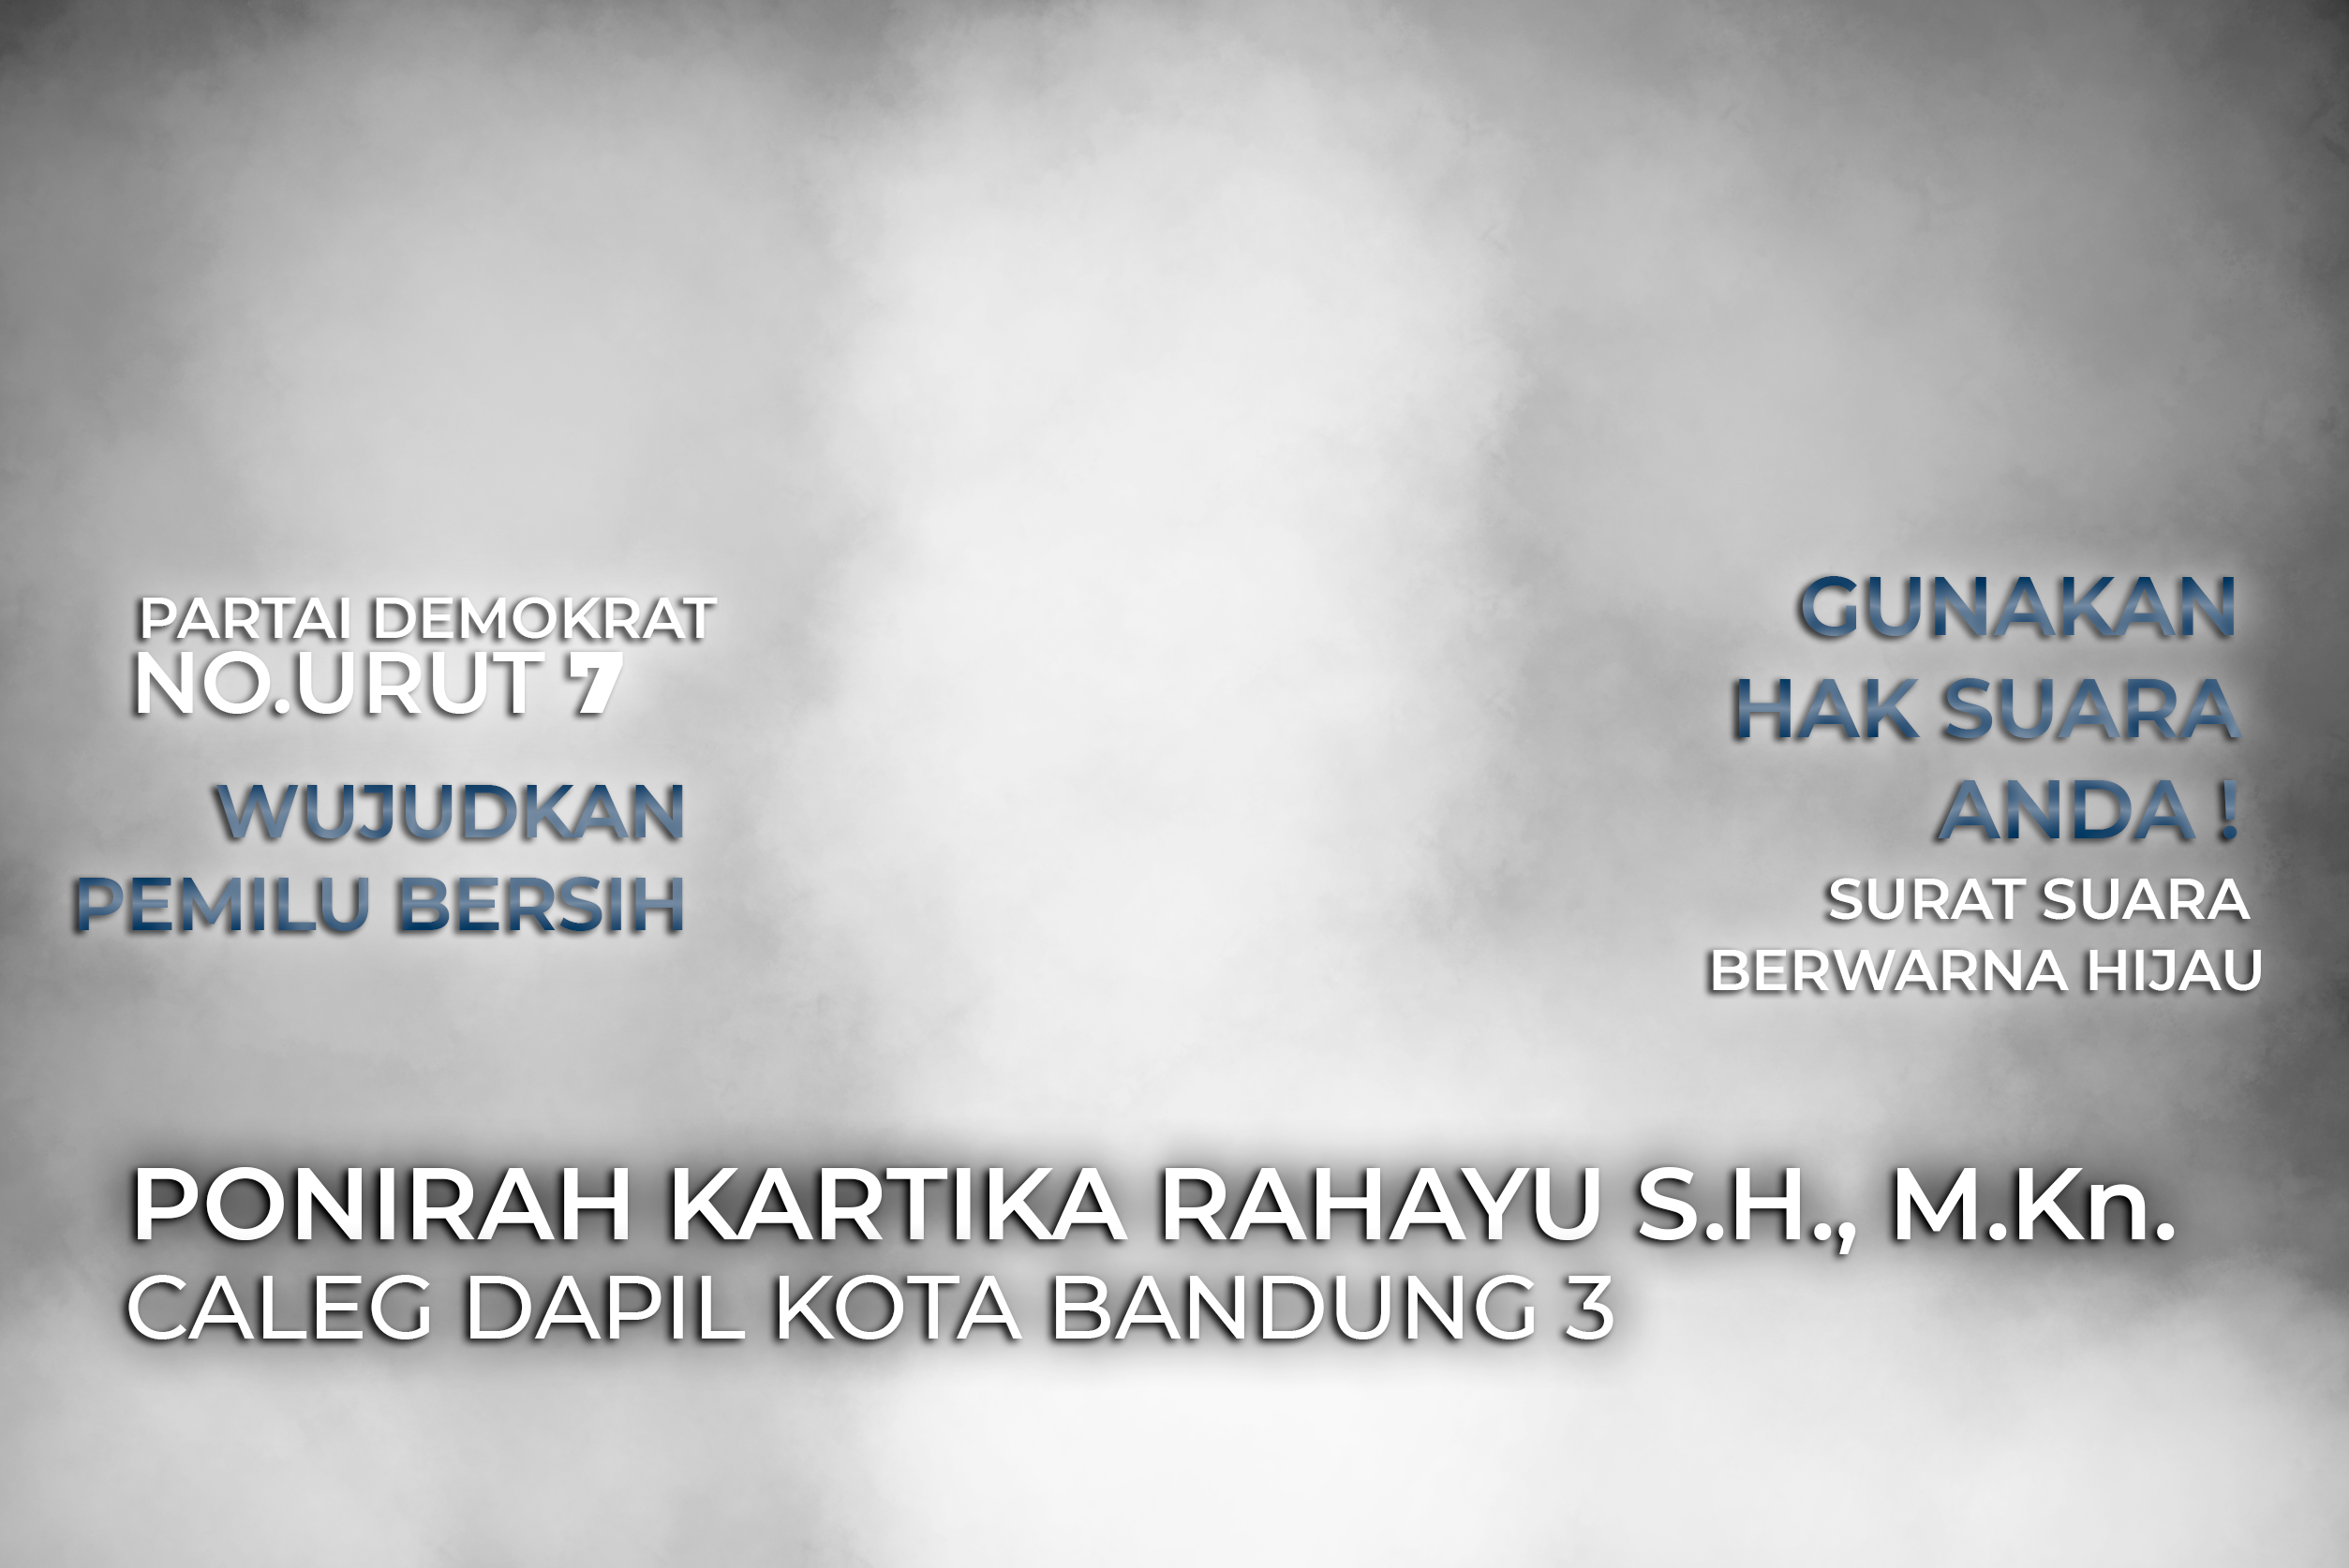 PARTAI DEMOKRAT
NO.URUT 7
WUJUDKAN
PEMILU BERSIH
GUNAKAN
HAK SUARA
ANDA !
SURAT SUARA
BERWARNA HIJAU
PONIRAH KARTIKA RAHAYU S.H., M.Kn.
CALEG DAPIL KOTA BANDUNG 3